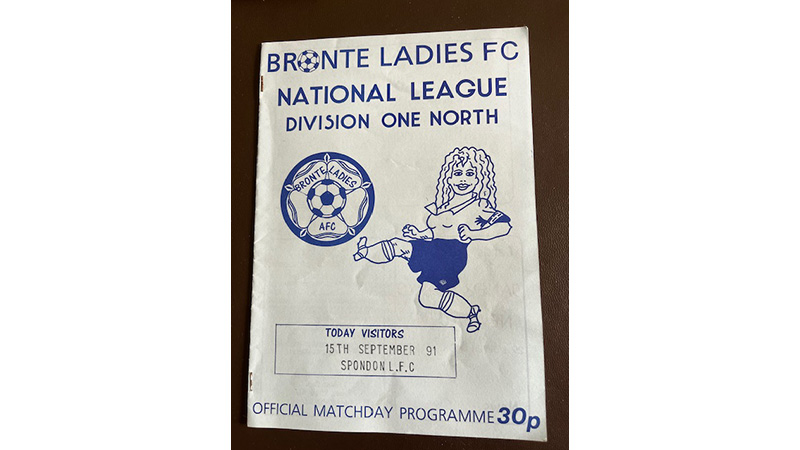 BRONTE LADIES FC
NATIONAL LEAGUE
DIVISION ONE NORTH
BRONTE LADIES
AFC
TODAY VISITORS
15TH SEPTEMBER 91
SPONDON L.F.C
OFFICIAL MATCHDAY PROGRAMME 30p